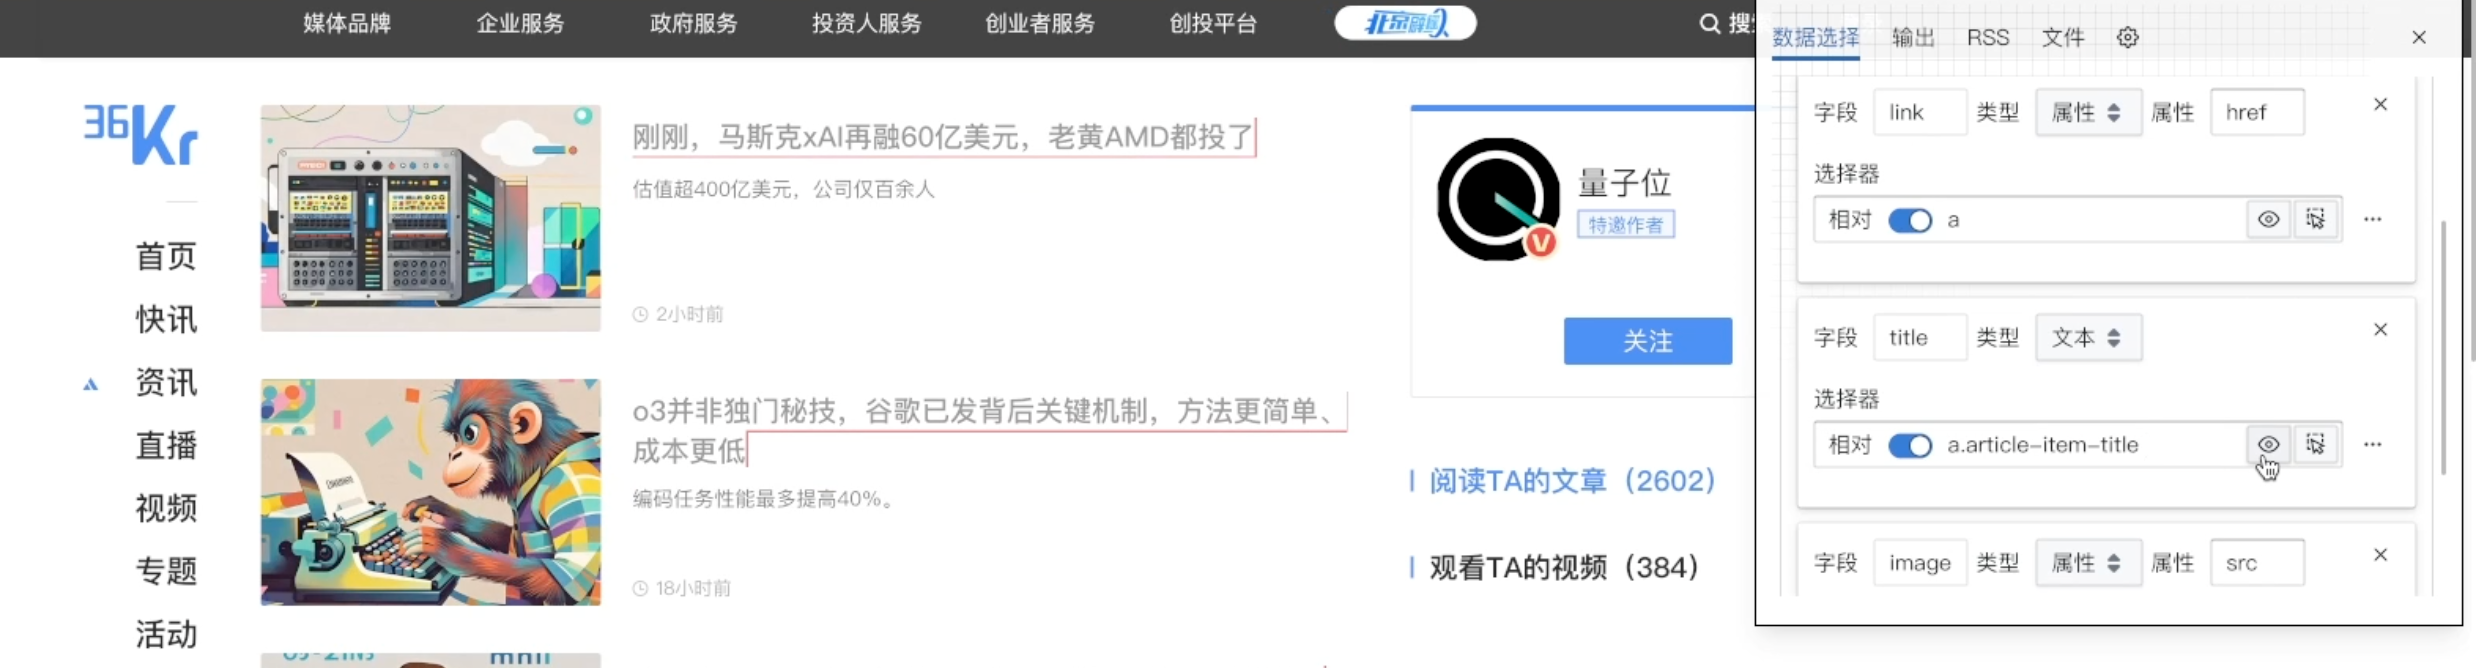 媒体品牌 企业服务 政府服务 投资人服务 创业者服务 创投平台
搜
36Kr
首页
快讯
资讯
直播
视频
专题
活动
刚刚，马斯克xAI再融60亿美元，老黄AMD都投了
估值超400亿美元，公司仅百余人
2小时前
o3并非独门秘技，谷歌已发背后关键机制，方法更简单、
成本更低
编码任务性能最多提高40%。
18小时前
量子位
特邀作者
V
关注
阅读TA的文章（2602）
观看TA的视频（384）
数据选择 输出 RSS 文件
字段 link 类型 属性 属性 href
选择器
相对 a
字段 title 类型 文本
选择器
相对 a.article-item-title
字段 image 类型 属性 属性 src